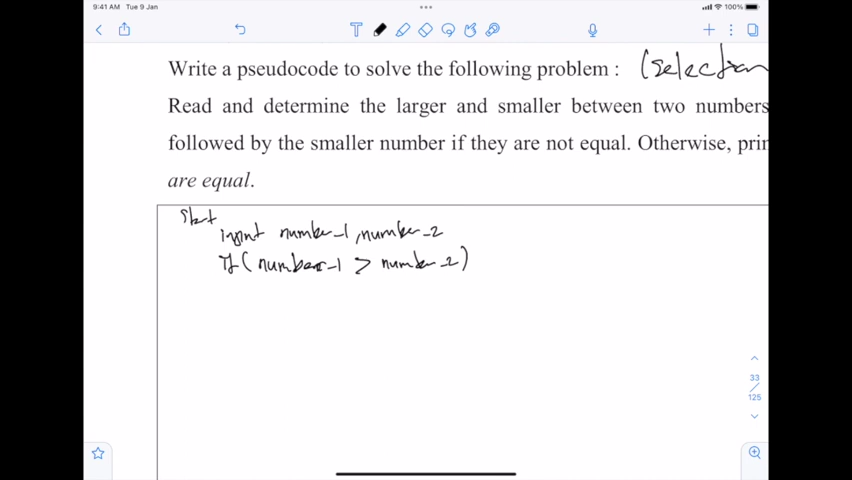 9:41 AM Tue 9 Jan
100%
Write a pseudocode to solve the following problem : (selection
Read and determine the larger and smaller between two numbers
followed by the smaller number if they are not equal. Otherwise, prin
are equal.
Start
input number_1, number_2
If (number_1 > number_2)
33
125